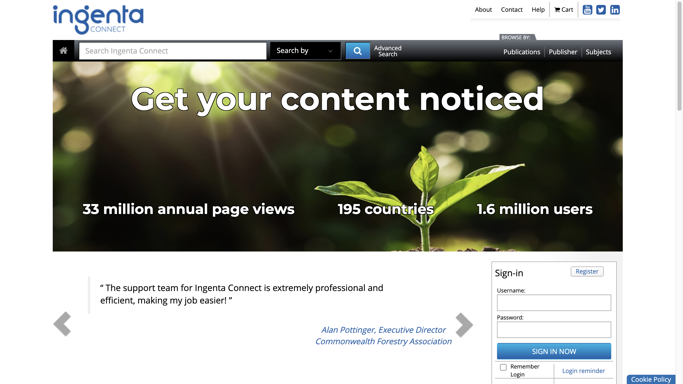 ingenta
CONNECT
About
Contact
Help
Cart
BROWSE BY:
Search Ingenta Connect
Search by
Advanced
Search
Publications
Publisher
Subjects
Get your content noticed
33 million annual page views
195 countries
1.6 million users
“ The support team for Ingenta Connect is extremely professional and
efficient, making my job easier! ”
Alan Pottinger, Executive Director
Commonwealth Forestry Association
Sign-in
Register
Username:
Password:
SIGN IN NOW
Remember
Login
Login reminder
Cookie Policy